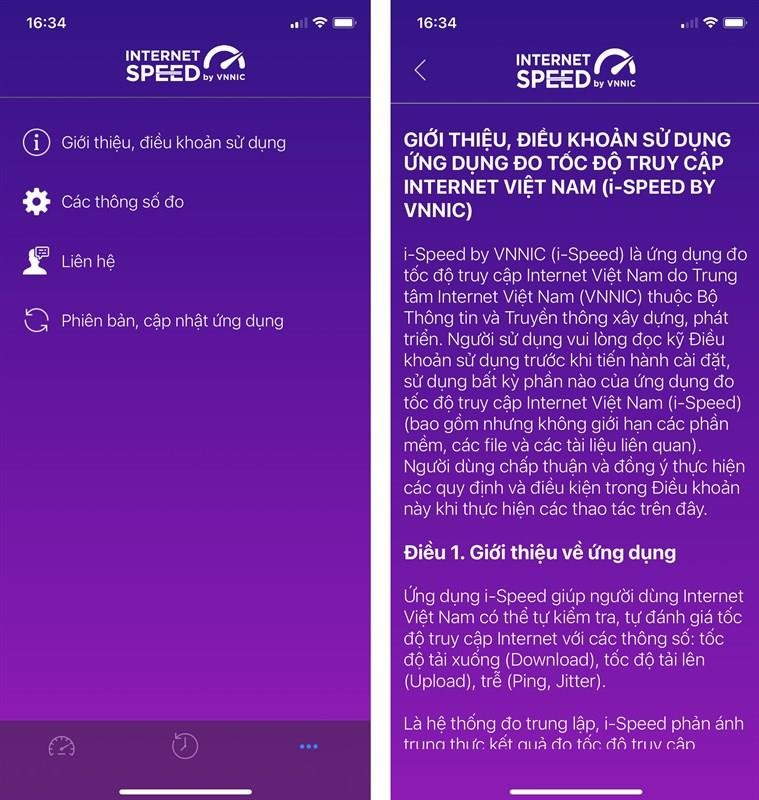 16:34
INTERNET
SPEED by VNNIC
Giới thiệu, điều khoản sử dụng
Các thông số đo
Liên hệ
Phiên bản, cập nhật ứng dụng
16:34
INTERNET
SPEED by VNNIC
GIỚI THIỆU, ĐIỀU KHOẢN SỬ DỤNG
ỨNG DỤNG ĐO TỐC ĐỘ TRUY CẬP
INTERNET VIỆT NAM (i-SPEED BY
VNNIC)
i-Speed by VNNIC (i-Speed) là ứng dụng đo
tốc độ truy cập Internet Việt Nam do Trung
tâm Internet Việt Nam (VNNIC) thuộc Bộ
Thông tin và Truyền thông xây dựng, phát
triển. Người sử dụng vui lòng đọc kỹ Điều
khoản sử dụng trước khi tiến hành cài đặt,
sử dụng bất kỳ phần nào của ứng dụng đo
tốc độ truy cập Internet Việt Nam (i-Speed)
(bao gồm nhưng không giới hạn các phần
mềm, các file và các tài liệu liên quan).
Người dùng chấp thuận và đồng ý thực hiện
các quy định và điều kiện trong Điều khoản
này khi thực hiện các thao tác trên đây.
Điều 1. Giới thiệu về ứng dụng
Ứng dụng i-Speed giúp người dùng Internet
Việt Nam có thể tự kiểm tra, tự đánh giá tốc
độ truy cập Internet với các thông số: tốc
độ tải xuống (Download), tốc độ tải lên
(Upload), trễ (Ping, Jitter).
Là hệ thống đo trung lập, i-Speed phản ánh
trung thực kết quả đo tốc độ truy cập